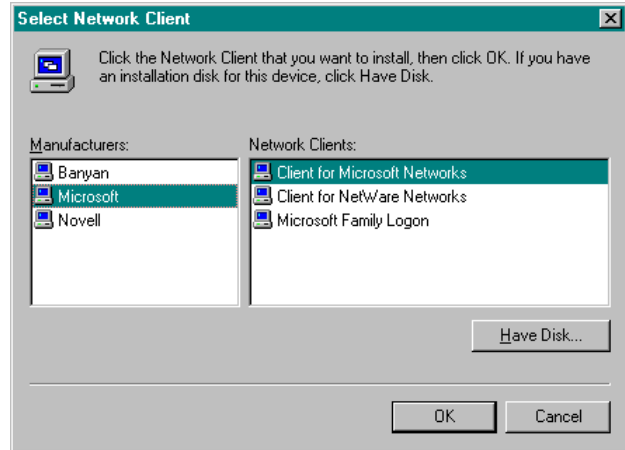 Select Network Client
Click the Network Client that you want to install, then click OK. If you have
an installation disk for this device, click Have Disk.
Manufacturers:
Network Clients:
Banyan
Microsoft
Novell
Client for Microsoft Networks
Client for NetWare Networks
Microsoft Family Logon
Have Disk...
OK
Cancel